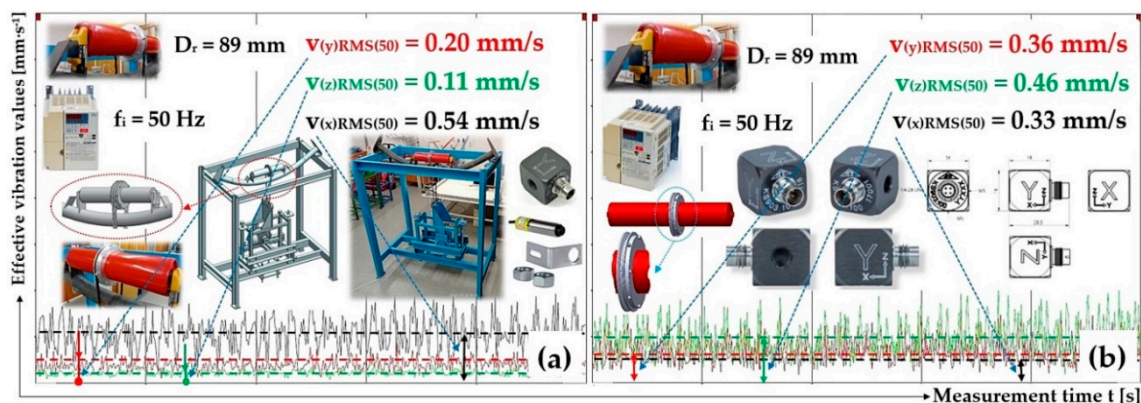 Effective vibration values [mm·s⁻¹]
Dr = 89 mm
fi = 50 Hz
v(y)RMS(50) = 0.20 mm/s
v(z)RMS(50) = 0.11 mm/s
v(x)RMS(50) = 0.54 mm/s
Y
(a)
Dr = 89 mm
fi = 50 Hz
v(y)RMS(50) = 0.36 mm/s
v(z)RMS(50) = 0.46 mm/s
v(x)RMS(50) = 0.33 mm/s
Z
Y
X
Z
Y
X
Z
X
Z
Y
X
(b)
Measurement time t [s]